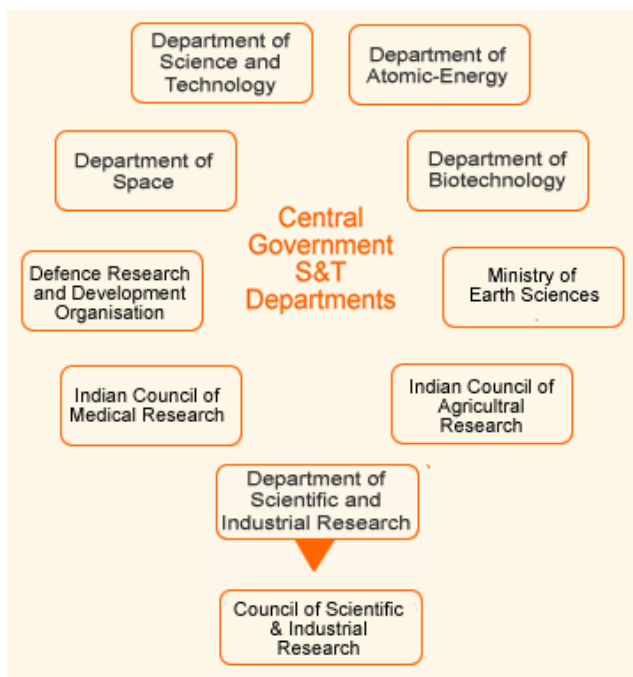 Department of
Science and
Technology
Department of
Atomic-Energy
Department of
Space
Department of
Biotechnology
Central
Government
S&T
Departments
Defence Research
and Development
Organisation
Ministry of
Earth Sciences
Indian Council of
Medical Research
Indian Council of
Agricultral
Research
Department of
Scientific and
Industrial Research
Council of Scientific
& Industrial
Research